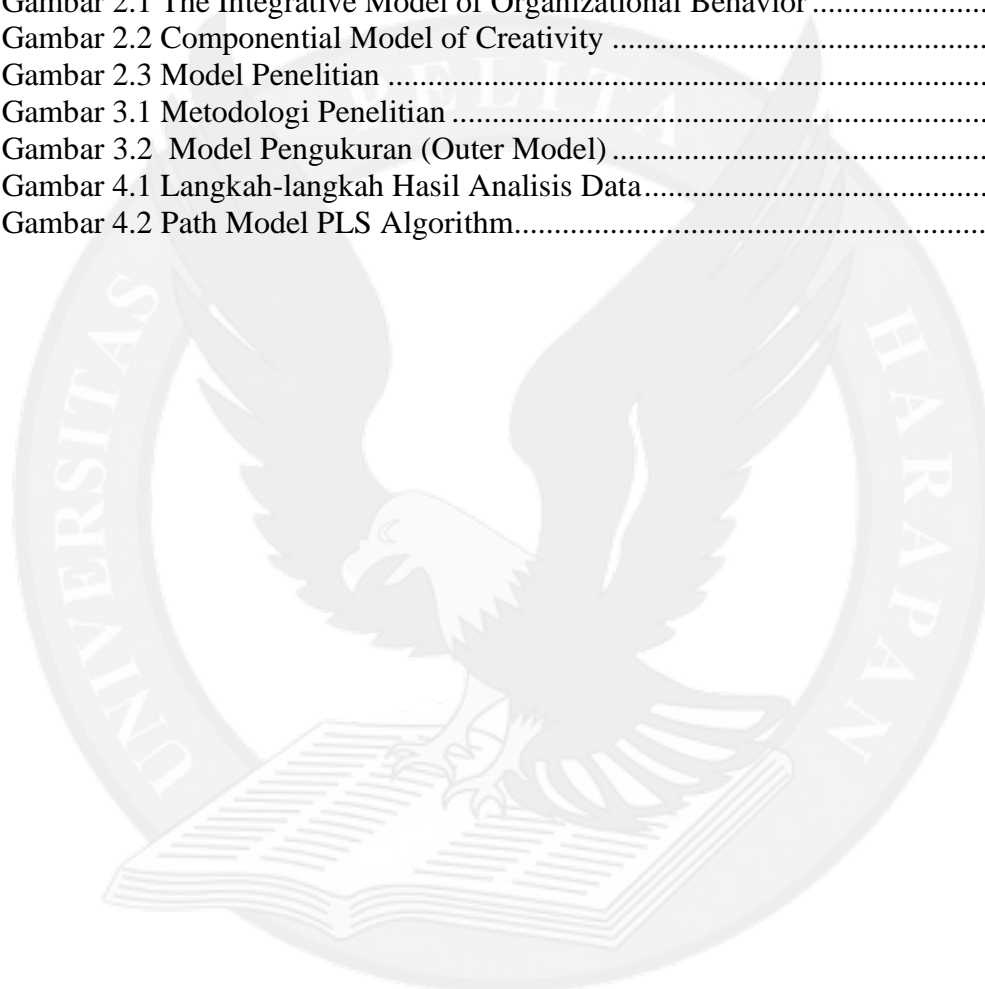 Gambar 2.1 The Integrative Model of Organizational Behavior ......................
Gambar 2.2 Componential Model of Creativity ................................................
Gambar 2.3 Model Penelitian ............................................................................
Gambar 3.1 Metodologi Penelitian ....................................................................
Gambar 3.2  Model Pengukuran (Outer Model) ................................................
Gambar 4.1 Langkah-langkah Hasil Analisis Data ............................................
Gambar 4.2 Path Model PLS Algorithm............................................................
UNIVERSITAS PELITA HARAPAN